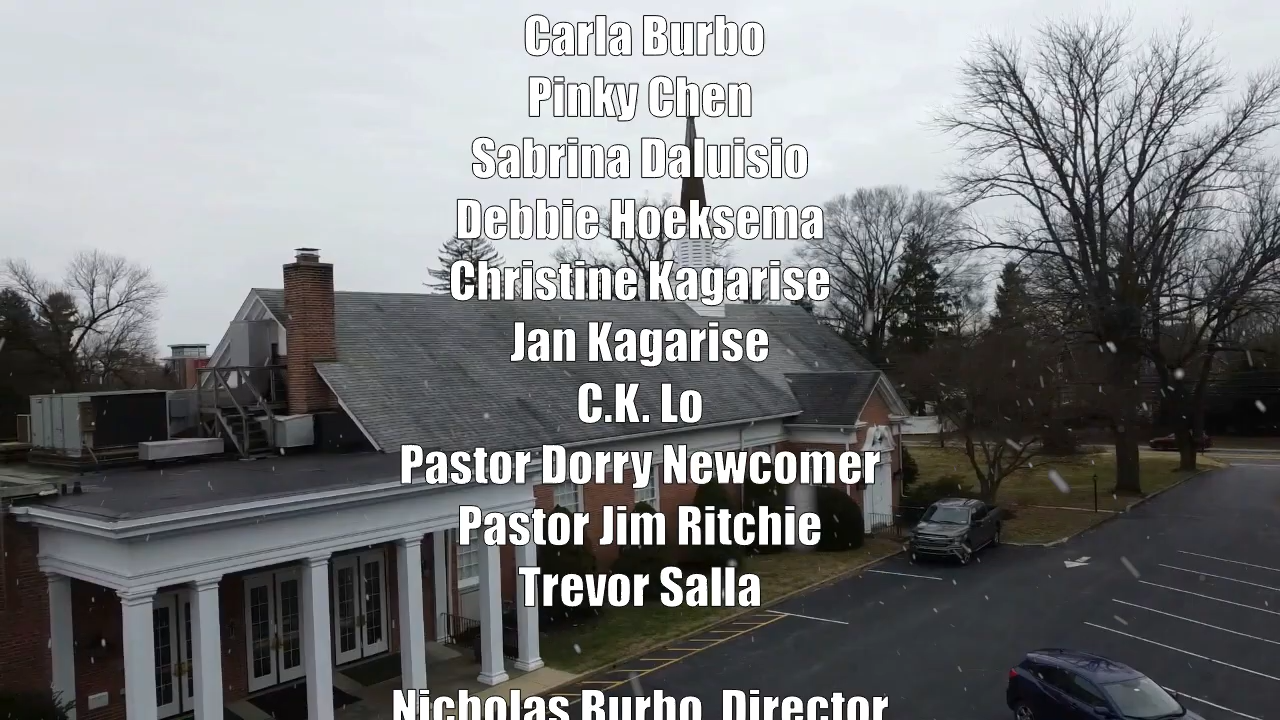 Carla Burbo
Pinky Chen
Sabrina Daluisio
Debbie Hoeksema
Christine Kagarise
Jan Kagarise
C.K. Lo
Pastor Dorry Newcomer
Pastor Jim Ritchie
Trevor Salla
Nicholas Burbo, Director